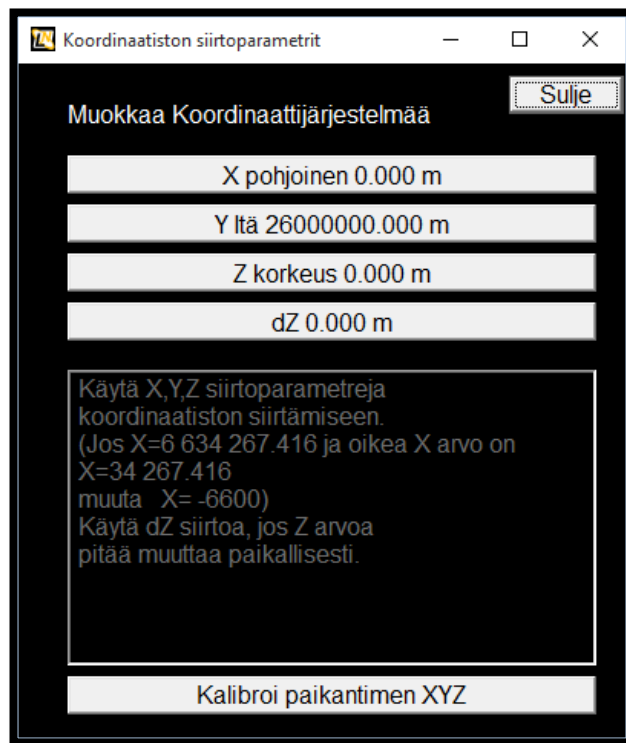 Koordinaatiston siirtoparametrit
Sulje
Muokkaa Koordinaattijärjestelmää
X pohjoinen 0.000 m
Y Itä 26000000.000 m
Z korkeus 0.000 m
dZ 0.000 m
Käytä X,Y,Z siirtoparametreja
koordinaatiston siirtämiseen.
(Jos X=6 634 267.416 ja oikea X arvo on
X=34 267.416
muuta   X= -6600)
Käytä dZ siirtoa, jos Z arvoa
pitää muuttaa paikallisesti.
Kalibroi paikantimen XYZ